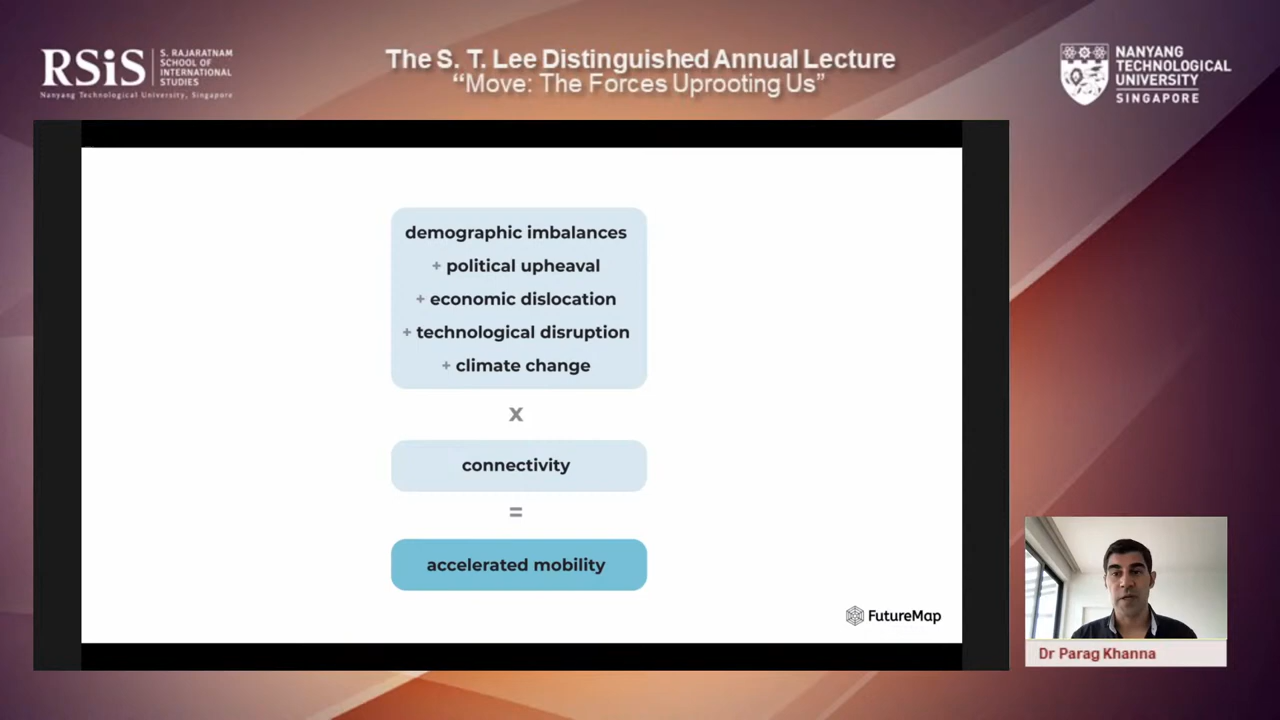 RSiS
S. RAJARATNAM
SCHOOL OF
INTERNATIONAL
STUDIES
Nanyang Technological University, Singapore
The S. T. Lee Distinguished Annual Lecture
“Move: The Forces Uprooting Us”
NANYANG
TECHNOLOGICAL
UNIVERSITY
SINGAPORE
demographic imbalances
+ political upheaval
+ economic dislocation
+ technological disruption
+ climate change
x
connectivity
=
accelerated mobility
FutureMap
Dr Parag Khanna